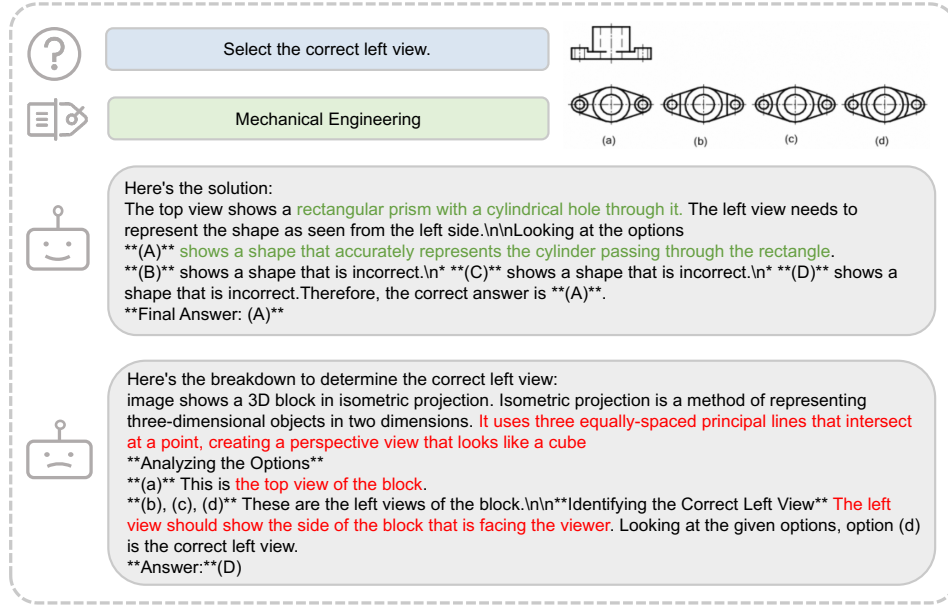 Select the correct left view.
Mechanical Engineering
(a) (b) (c) (d)
Here's the solution:
The top view shows a rectangular prism with a cylindrical hole through it. The left view needs to
represent the shape as seen from the left side.\n\nLooking at the options
**(A)** shows a shape that accurately represents the cylinder passing through the rectangle.
**(B)** shows a shape that is incorrect.\n* **(C)** shows a shape that is incorrect.\n* **(D)** shows a
shape that is incorrect.Therefore, the correct answer is **(A)**.
**Final Answer: (A)**
Here's the breakdown to determine the correct left view:
image shows a 3D block in isometric projection. Isometric projection is a method of representing
three-dimensional objects in two dimensions. It uses three equally-spaced principal lines that intersect
at a point, creating a perspective view that looks like a cube
**Analyzing the Options**
**(a)** This is the top view of the block.
**(b), (c), (d)** These are the left views of the block.\n\n**Identifying the Correct Left View** The left
view should show the side of the block that is facing the viewer. Looking at the given options, option (d)
is the correct left view.
**Answer:**(D)